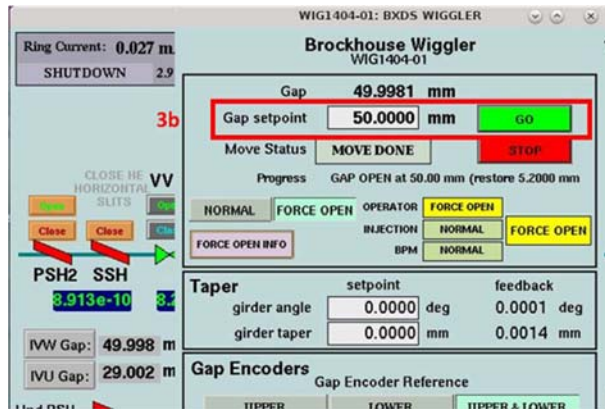 WIG1404-01: BXDS WIGGLER
Ring Current: 0.027 m
SHUTDOWN 2.9
Brockhouse Wiggler
WIG1404-01
Gap 49.9981 mm
3b
Gap setpoint 50.0000 mm GO
Move Status MOVE DONE STOP
Progress GAP OPEN at 50.00 mm (restore 5.2000 mm
CLOSE HE
HORIZONTAL
SLITS
VV
Open
Close Close
NORMAL FORCE OPEN OPERATOR FORCE OPEN
INJECTION NORMAL FORCE OPEN
FORCE OPEN INFO BPM NORMAL
PSH2 SSH
8.913e-10 8.2
Taper setpoint feedback
girder angle 0.0000 deg 0.0001 deg
girder taper 0.0000 mm 0.0014 mm
IVW Gap: 49.998 m
IVU Gap: 29.002 m
Gap Encoders
Gap Encoder Reference
UPPER LOWER UPPER & LOWER